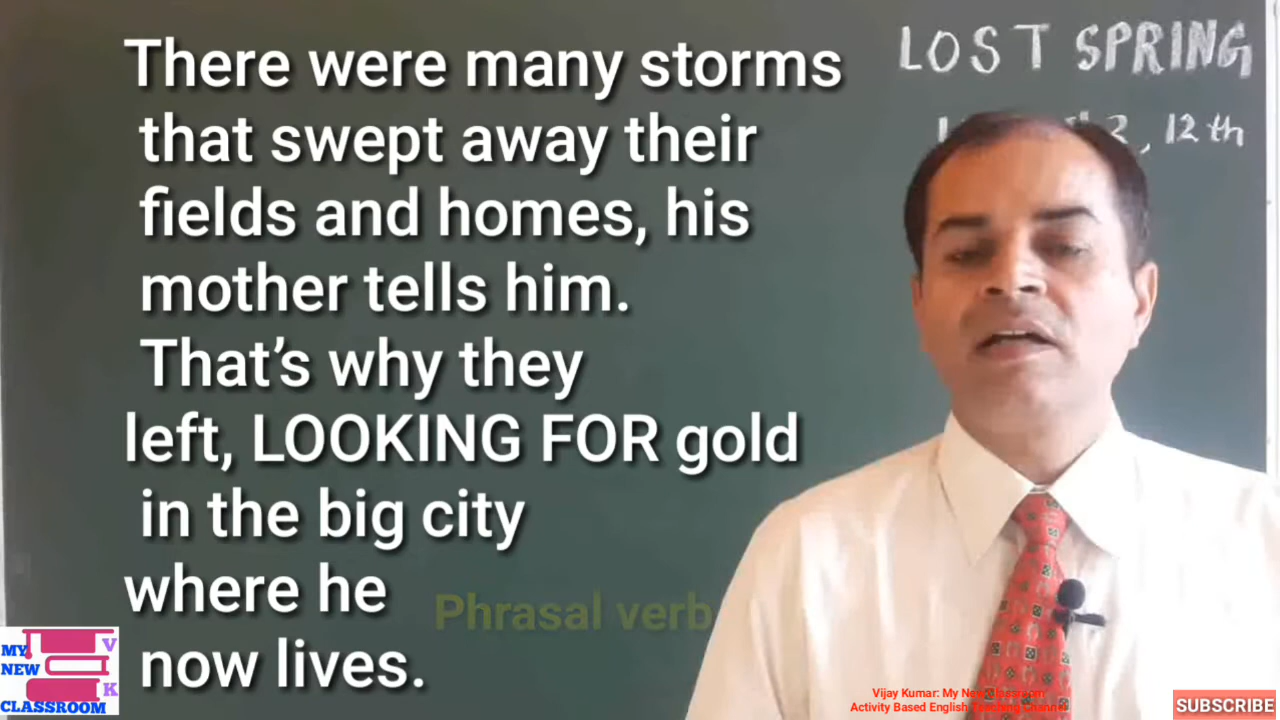 There were many storms
that swept away their
fields and homes, his
mother tells him.
That's why they
left, LOOKING FOR gold
in the big city
where he
now lives.
Phrasal verb
LOST SPRING
12th
MY
NEW
CLASSROOM
V
K
Vijay Kumar: My New Classroom
Activity Based English Teaching Channel
SUBSCRIBE